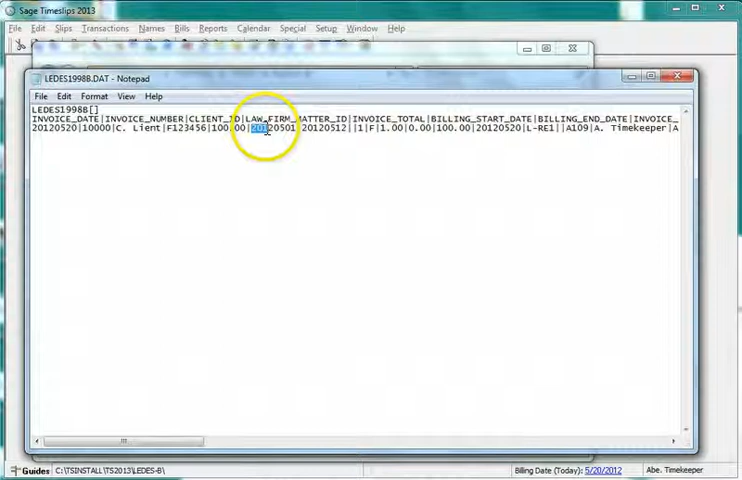 Sage Timeslips 2013
File Edit Slips Transactions Names Bills Reports Calendar Special Setup Window Help
LEDES1998B.DAT - Notepad
File Edit Format View Help
LEDES1998B[]
INVOICE_DATE|INVOICE_NUMBER|CLIENT_ID|LAW_FIRM_MATTER_ID|INVOICE_TOTAL|BILLING_START_DATE|BILLING_END_DATE|INVOICE_
20120520|10000|C. Lient|F123456|100.00|20120501|20120512||1|F|1.00|0.00|100.00|20120520|L-RE1||A109|A. Timekeeper|A
Guides C:\TSINSTALL\TS2013\LEDES-B\ Billing Date (Today): 5/20/2012 Abe. Timekeeper